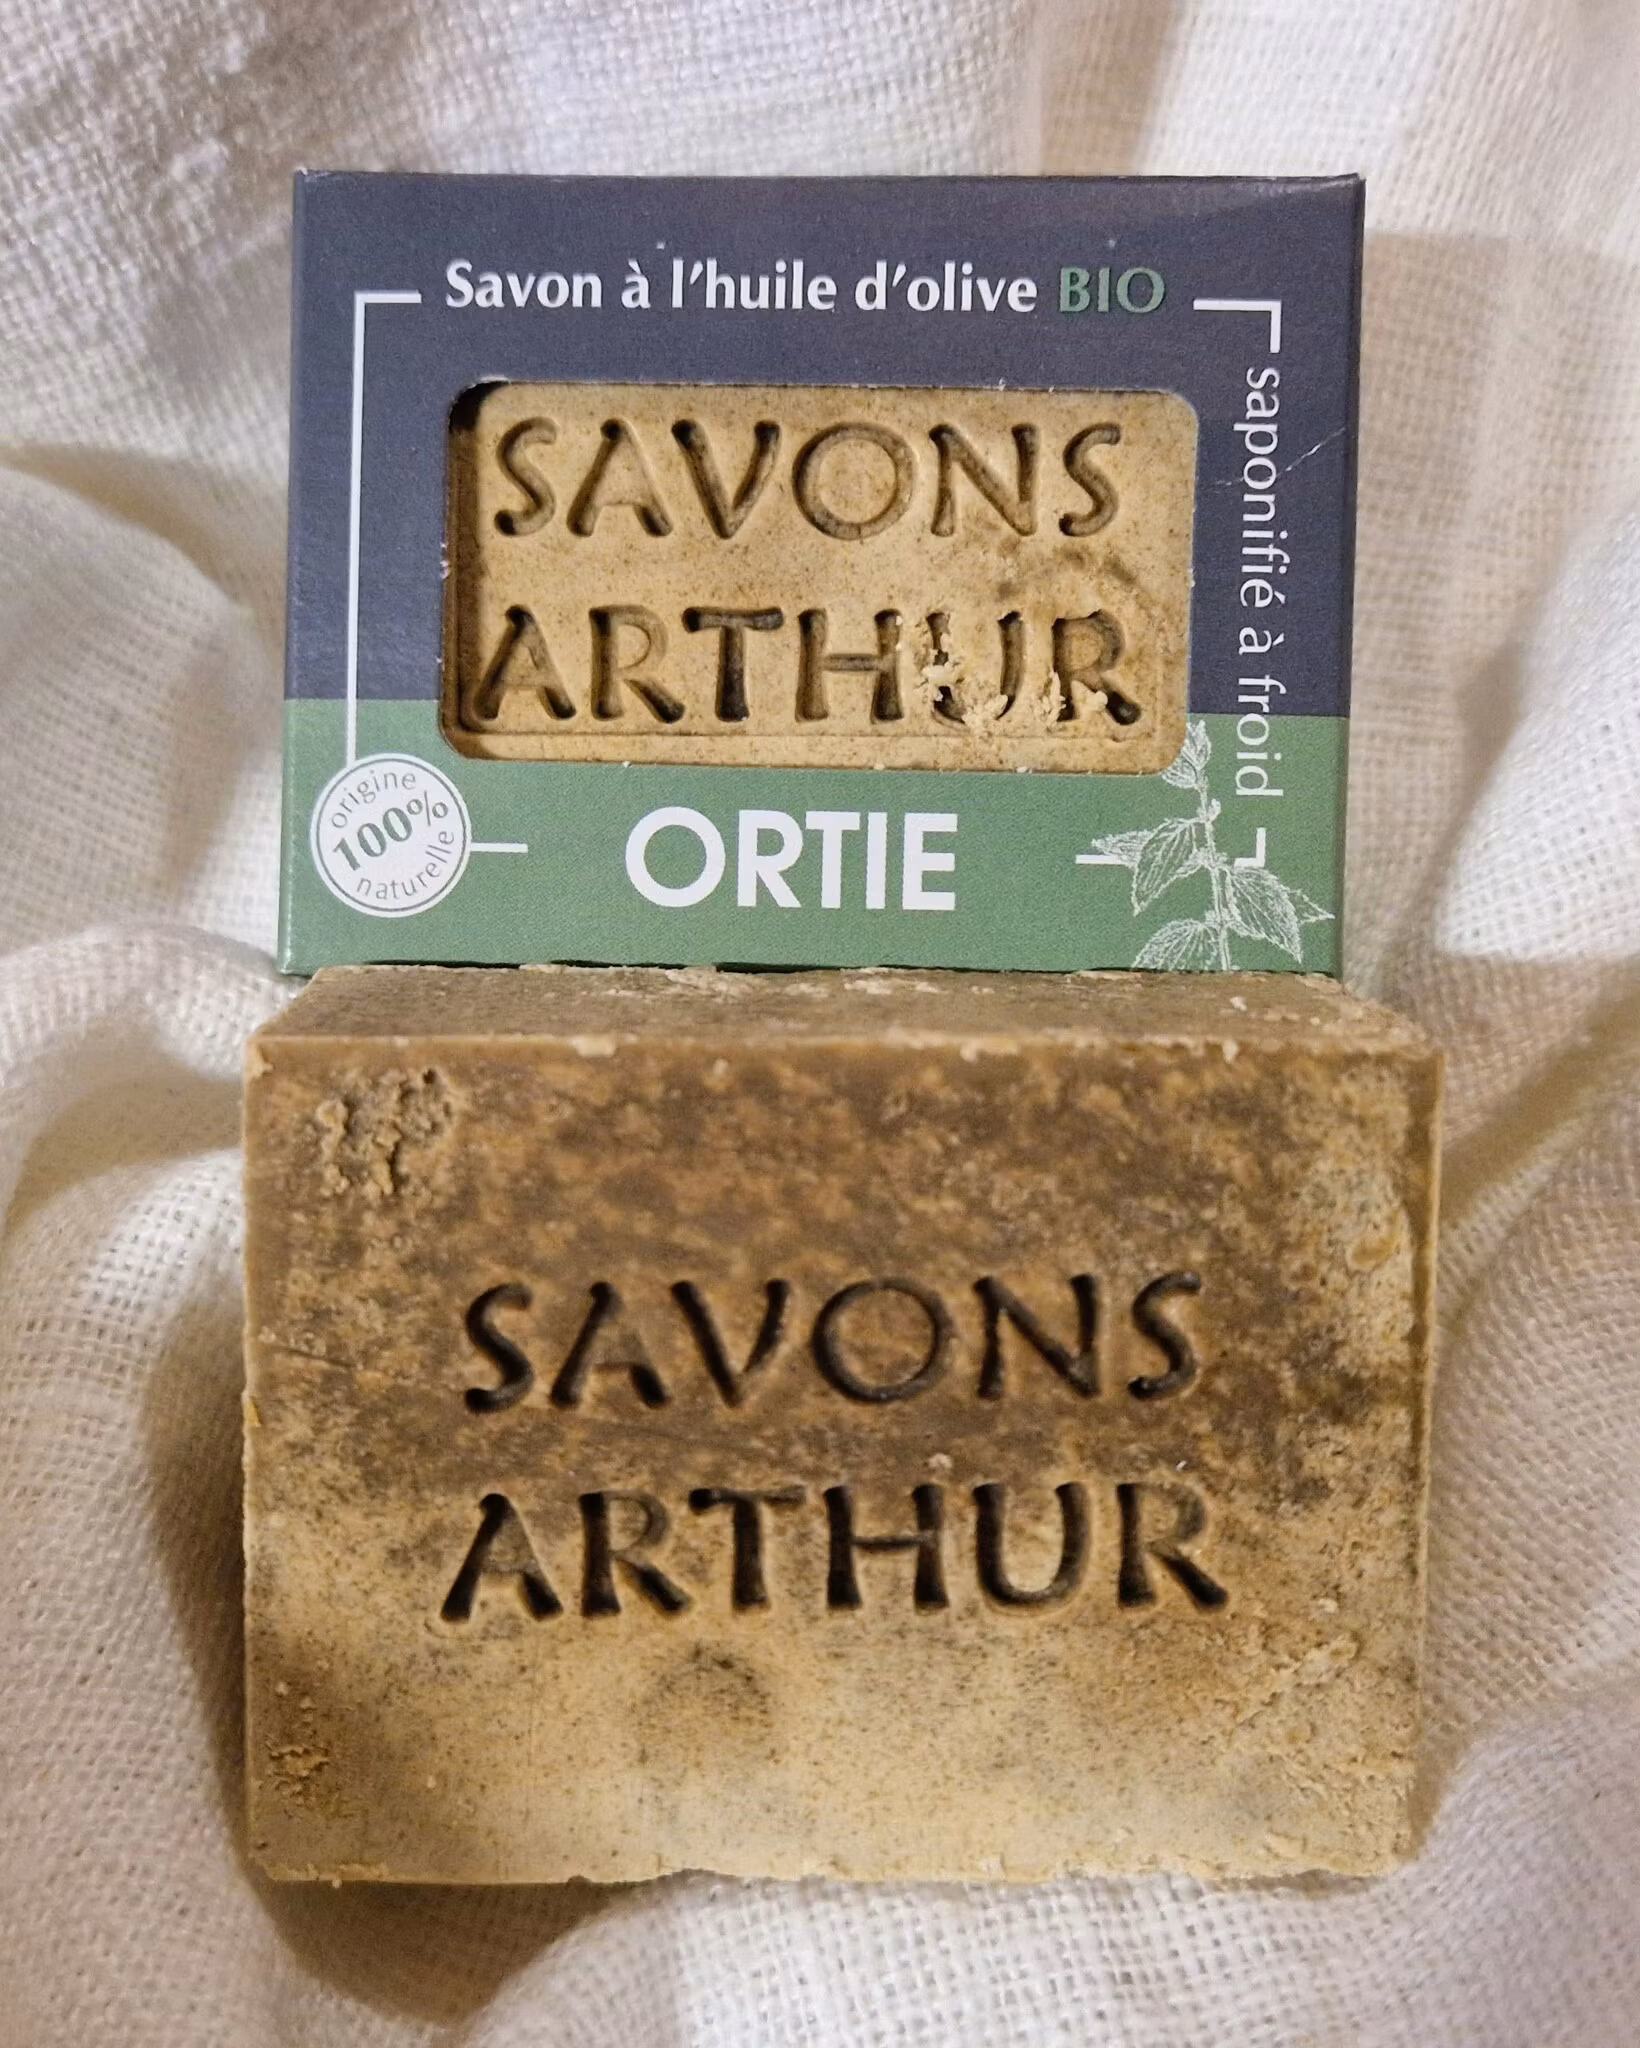 Savon à l'huile d'olive BIO
saponifié à froid
SAVONS
ARTHUR
origine
100%
naturelle
ORTIE
SAVONS
ARTHUR